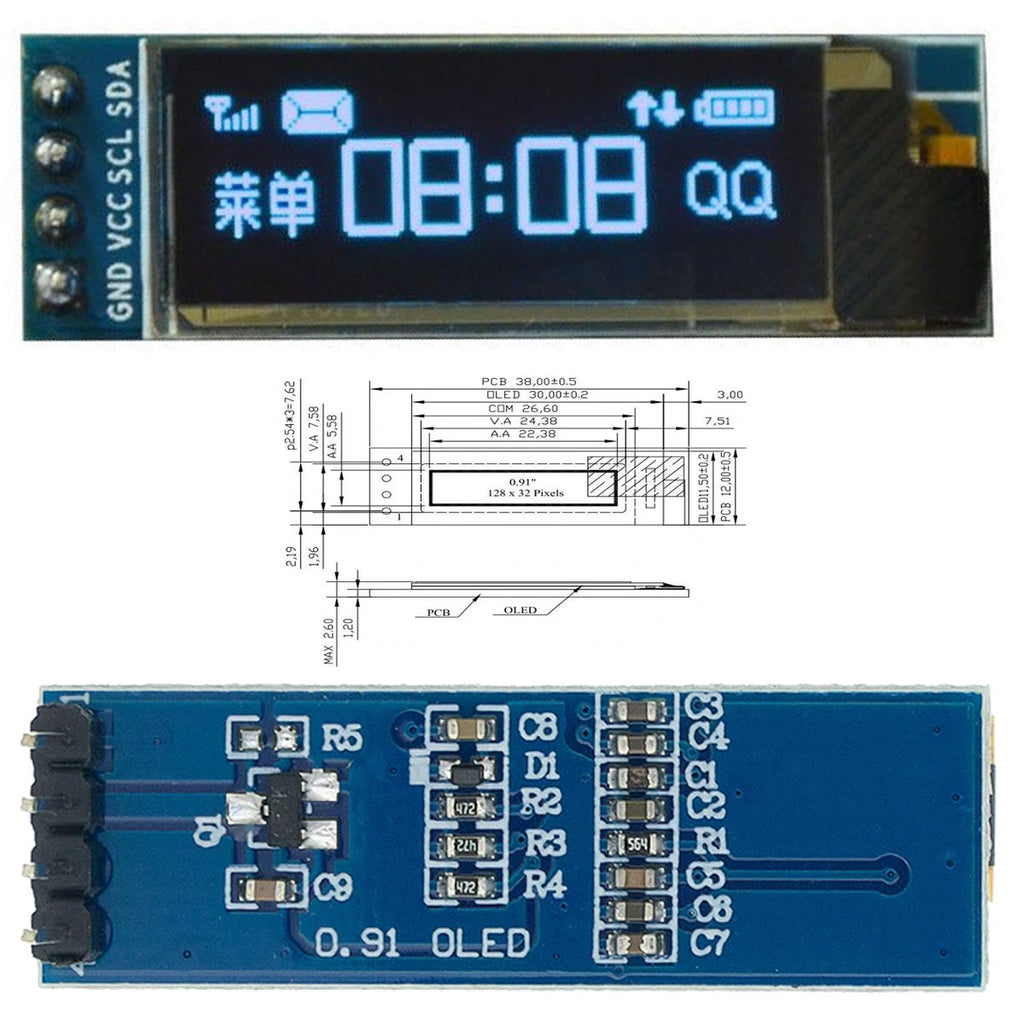 SDA
SCL
VCC
GND
菜单 08:08 QQ
PCB 38,00±0.5
OLED 30,00±0.2
3,00
COM 26,60
V.A 24,38
7,51
A.A 22,38
p2.54*3=7,62
V.A 7,58
A.A 5,58
4
0.91"
128 x 32 Pixels
1
OLED11,50±0.2
PCB 12,00±0.5
2,19
1,96
PCB
OLED
MAX 2.60
1,20
1
R5
C8
C3
C4
D1
C1
R2
C2
Q1
R3
R1
R4
C5
C9
C6
C7
472
472
472
564
0.91 OLED
4